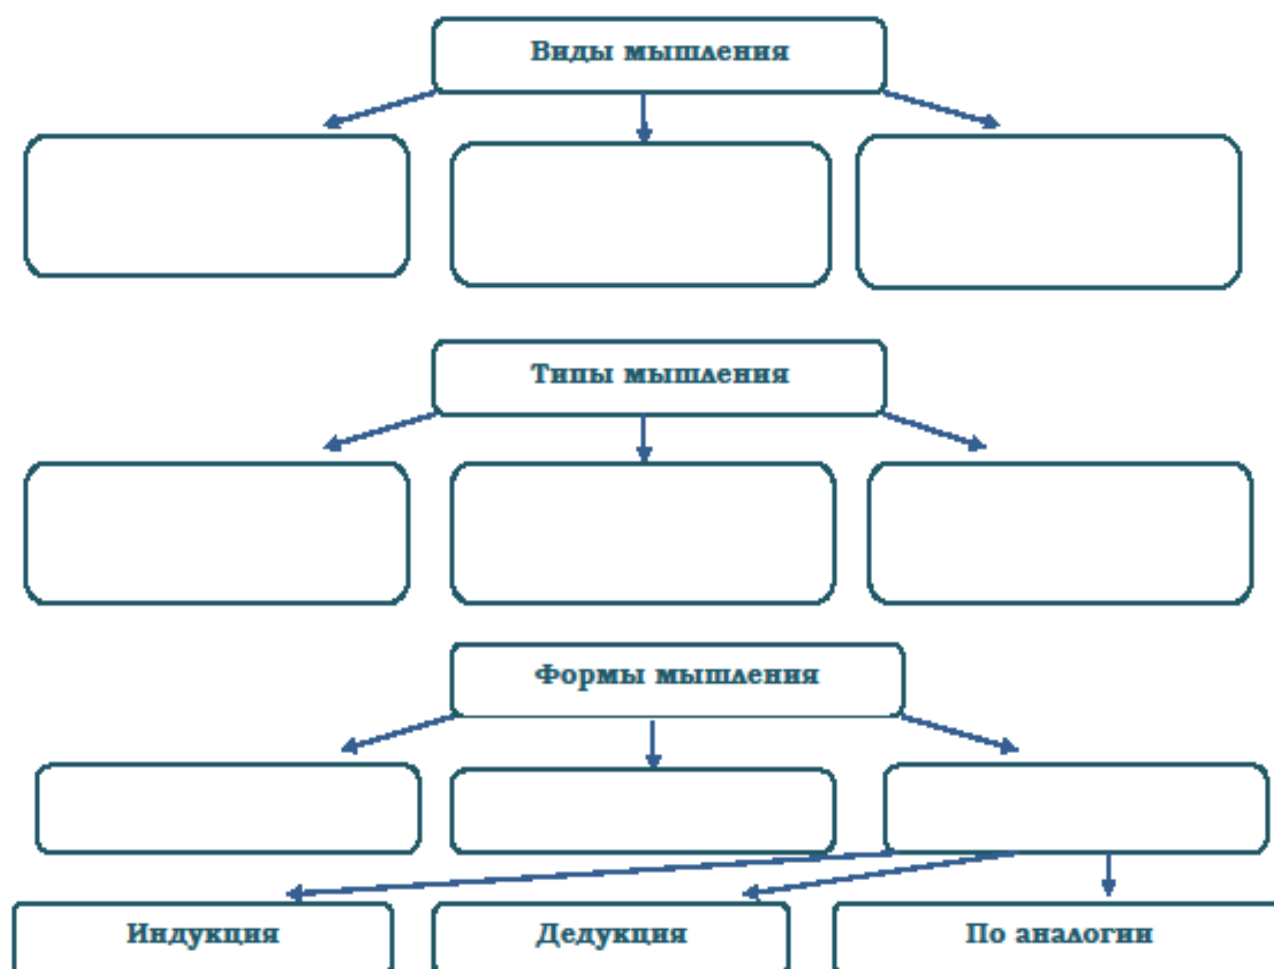 Виды мышления
Типы мышления
Формы мышления
Индукция
Дедукция
По аналогии